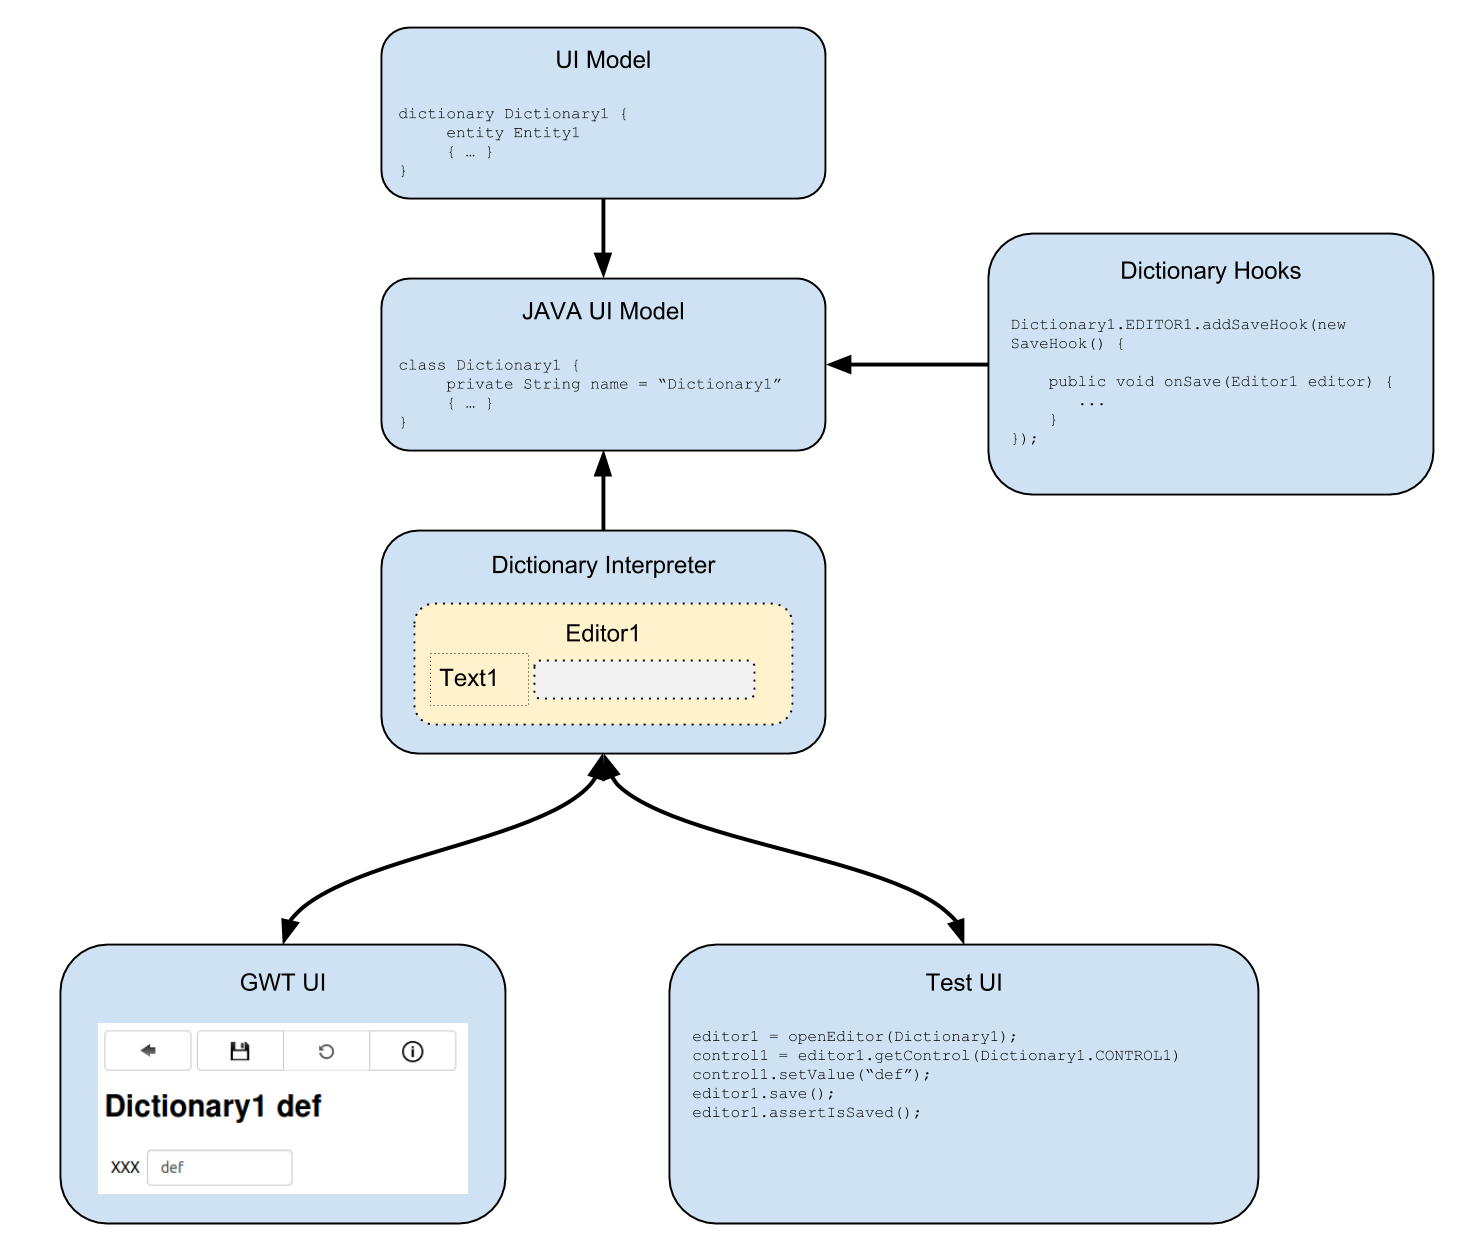 UI Model
dictionary Dictionary1 {
entity Entity1
{ … }
}
JAVA UI Model
class Dictionary1 {
private String name = “Dictionary1”
{ … }
}
Dictionary Hooks
Dictionary1.EDITOR1.addSaveHook(new
SaveHook() {
public void onSave(Editor1 editor) {
...
}
});
Dictionary Interpreter
Editor1
Text1
GWT UI
Dictionary1 def
XXX def
Test UI
editor1 = openEditor(Dictionary1);
control1 = editor1.getControl(Dictionary1.CONTROL1)
control1.setValue(“def”);
editor1.save();
editor1.assertIsSaved();